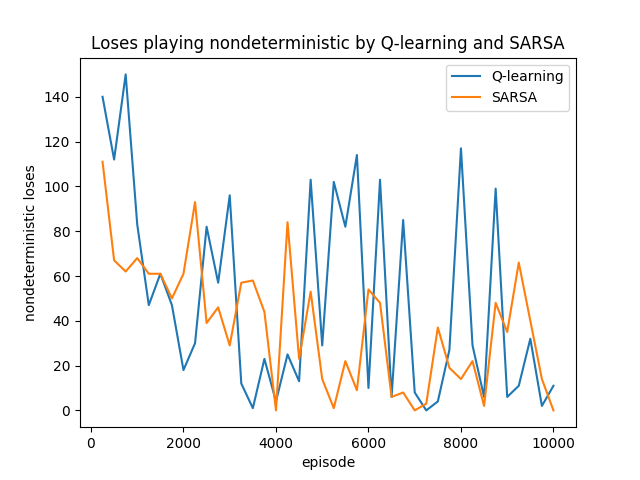 Loses playing nondeterministic by Q-learning and SARSA
Q-learning
SARSA
nondeterministic loses
140
120
100
80
60
40
20
0
0 2000 4000 6000 8000 10000
episode